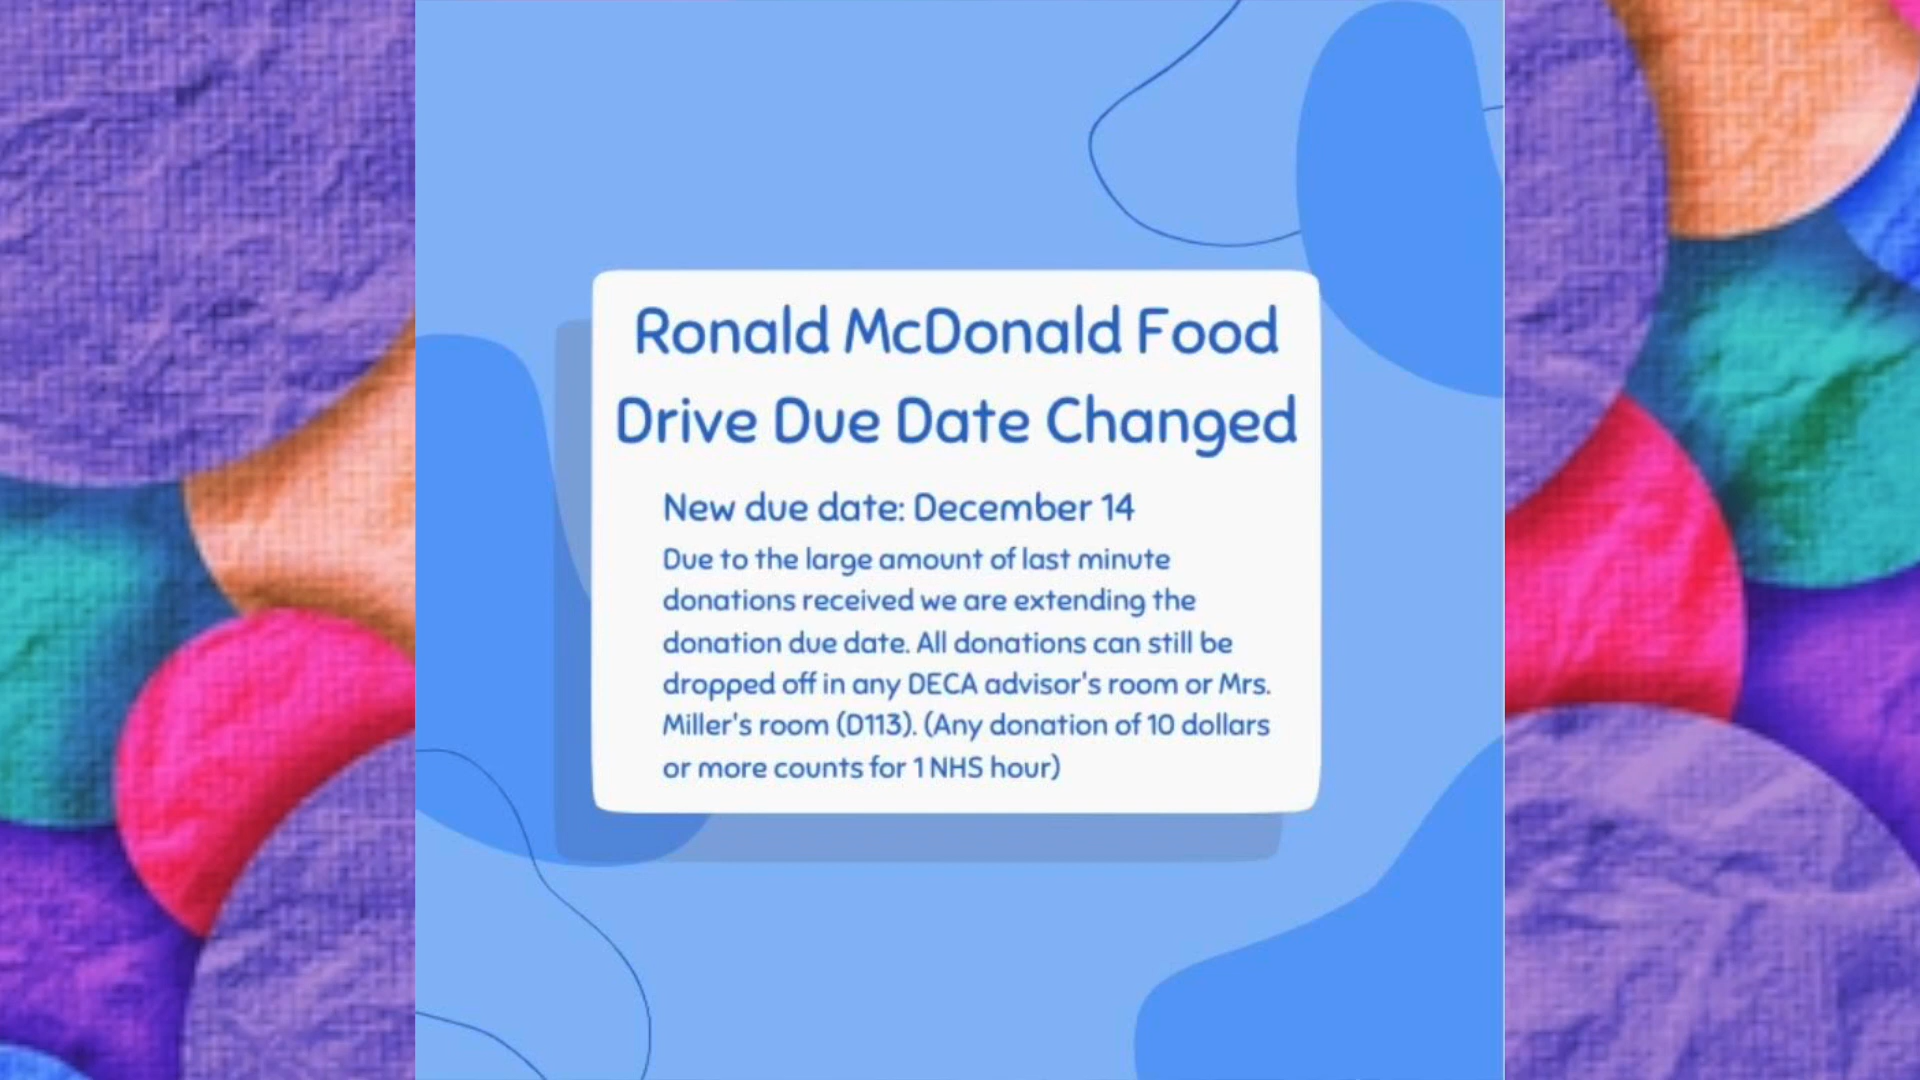 Ronald McDonald Food
Drive Due Date Changed
New due date: December 14
Due to the large amount of last minute
donations received we are extending the
donation due date. All donations can still be
dropped off in any DECA advisor's room or Mrs.
Miller's room (D113). (Any donation of 10 dollars
or more counts for 1 NHS hour)